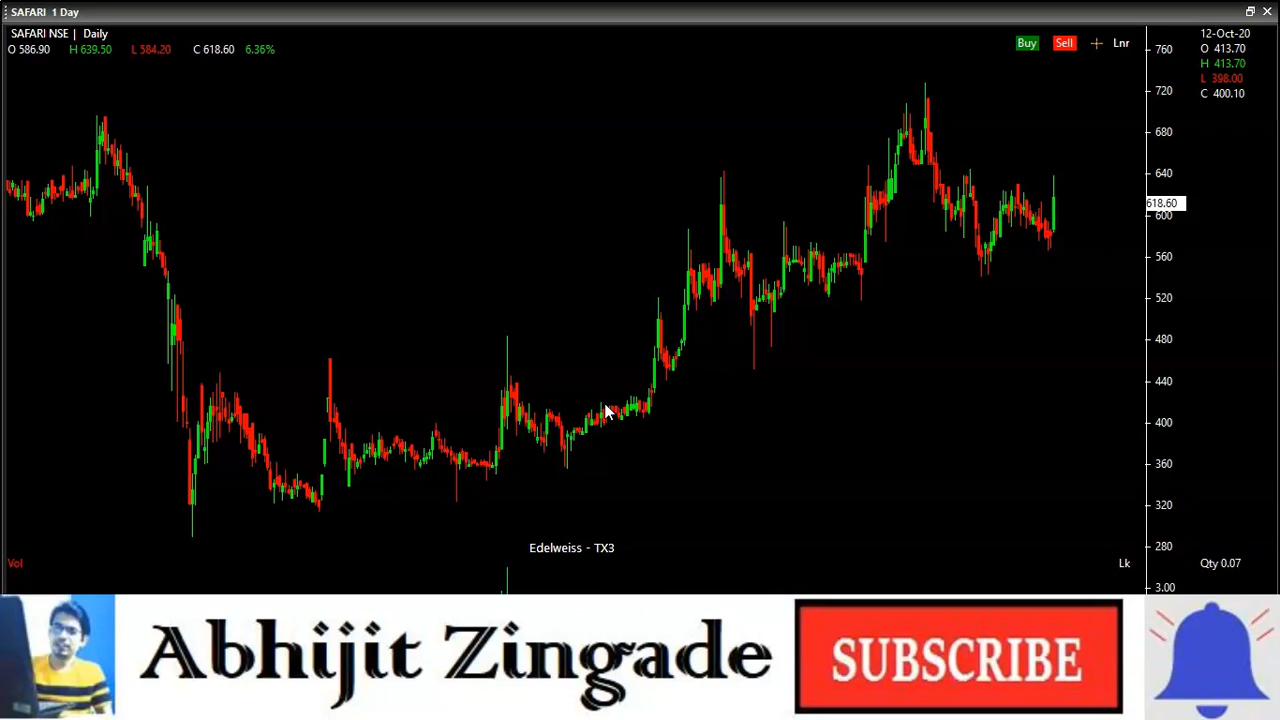 SAFARI 1 Day
SAFARI NSE | Daily
O 586.90 H 639.50 L 584.20 C 618.60 6.36%
Buy Sell Lnr
12-Oct-20
O 413.70
H 413.70
L 398.00
C 400.10
760
720
680
640
618.60
600
560
520
480
440
400
360
320
280
Edelweiss - TX3
Vol
Lk
Qty 0.07
3.00
Abhijit Zingade
SUBSCRIBE